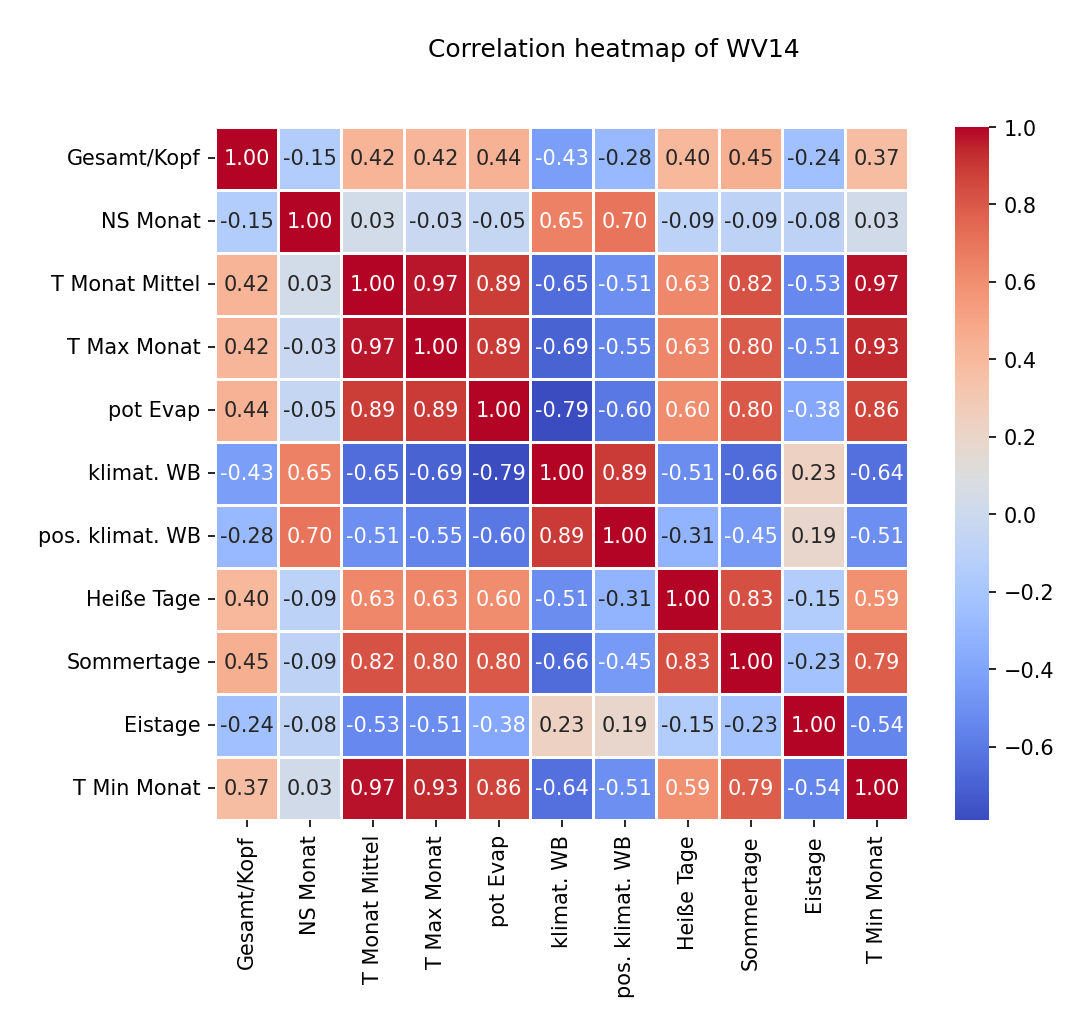 Correlation heatmap of WV14
Gesamt/Kopf 1.00 -0.15 0.42 0.42 0.44 -0.43 -0.28 0.40 0.45 -0.24 0.37
NS Monat -0.15 1.00 0.03 -0.03 -0.05 0.65 0.70 -0.09 -0.09 -0.08 0.03
T Monat Mittel 0.42 0.03 1.00 0.97 0.89 -0.65 -0.51 0.63 0.82 -0.53 0.97
T Max Monat 0.42 -0.03 0.97 1.00 0.89 -0.69 -0.55 0.63 0.80 -0.51 0.93
pot Evap 0.44 -0.05 0.89 0.89 1.00 -0.79 -0.60 0.60 0.80 -0.38 0.86
klimat. WB -0.43 0.65 -0.65 -0.69 -0.79 1.00 0.89 -0.51 -0.66 0.23 -0.64
pos. klimat. WB -0.28 0.70 -0.51 -0.55 -0.60 0.89 1.00 -0.31 -0.45 0.19 -0.51
Heiße Tage 0.40 -0.09 0.63 0.63 0.60 -0.51 -0.31 1.00 0.83 -0.15 0.59
Sommertage 0.45 -0.09 0.82 0.80 0.80 -0.66 -0.45 0.83 1.00 -0.23 0.79
Eistage -0.24 -0.08 -0.53 -0.51 -0.38 0.23 0.19 -0.15 -0.23 1.00 -0.54
T Min Monat 0.37 0.03 0.97 0.93 0.86 -0.64 -0.51 0.59 0.79 -0.54 1.00
Gesamt/Kopf
NS Monat
T Monat Mittel
T Max Monat
pot Evap
klimat. WB
pos. klimat. WB
Heiße Tage
Sommertage
Eistage
T Min Monat
1.0
0.8
0.6
0.4
0.2
0.0
−0.2
−0.4
−0.6